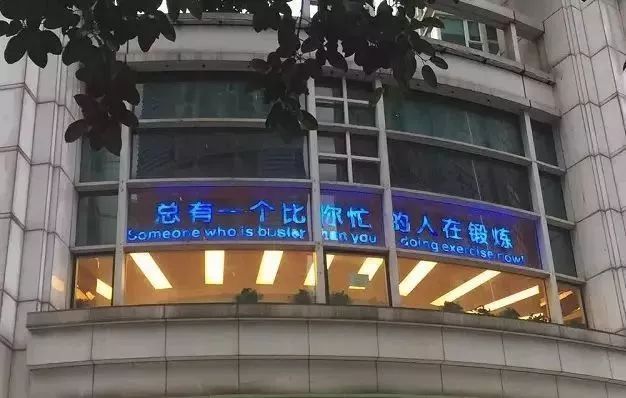 总有一个比你忙的人在锻炼
Someone who is busier than you doing exercise now!